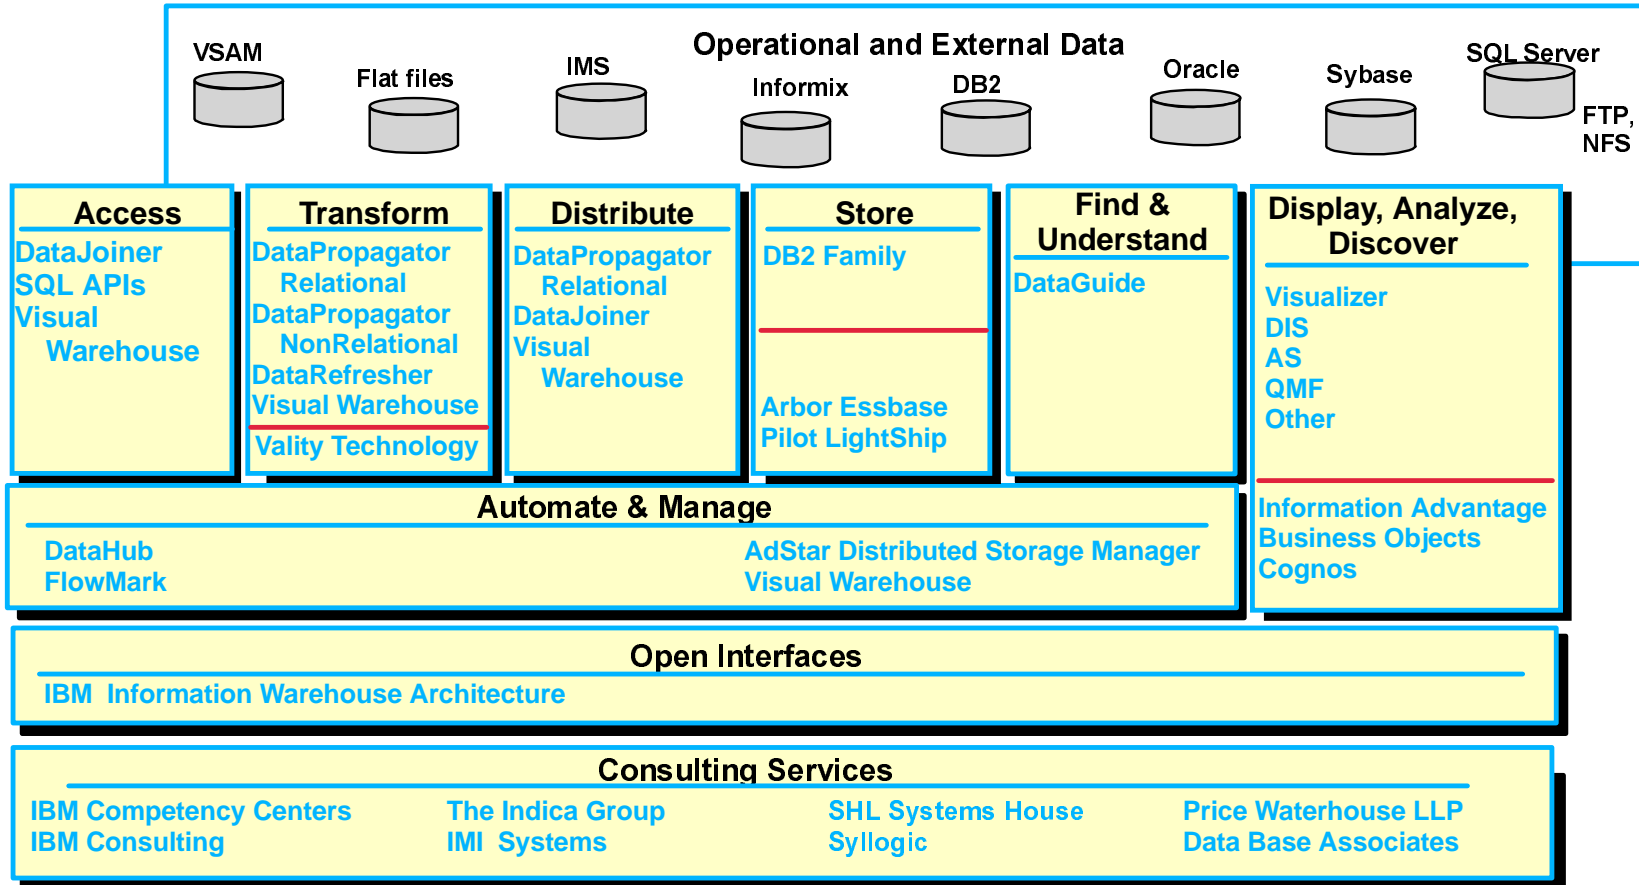 Operational and External Data
VSAM
Flat files
IMS
Informix
DB2
Oracle
Sybase
SQL Server
FTP,
NFS
Access
DataJoiner
SQL APIs
Visual
Warehouse
Transform
DataPropagator
Relational
DataPropagator
NonRelational
DataRefresher
Visual Warehouse
Vality Technology
Distribute
DataPropagator
Relational
DataJoiner
Visual
Warehouse
Store
DB2 Family
Arbor Essbase
Pilot LightShip
Find &
Understand
DataGuide
Display, Analyze,
Discover
Visualizer
DIS
AS
QMF
Other
Information Advantage
Business Objects
Cognos
Automate & Manage
DataHub
FlowMark
AdStar Distributed Storage Manager
Visual Warehouse
Open Interfaces
IBM Information Warehouse Architecture
Consulting Services
IBM Competency Centers
IBM Consulting
The Indica Group
IMI Systems
SHL Systems House
Syllogic
Price Waterhouse LLP
Data Base Associates